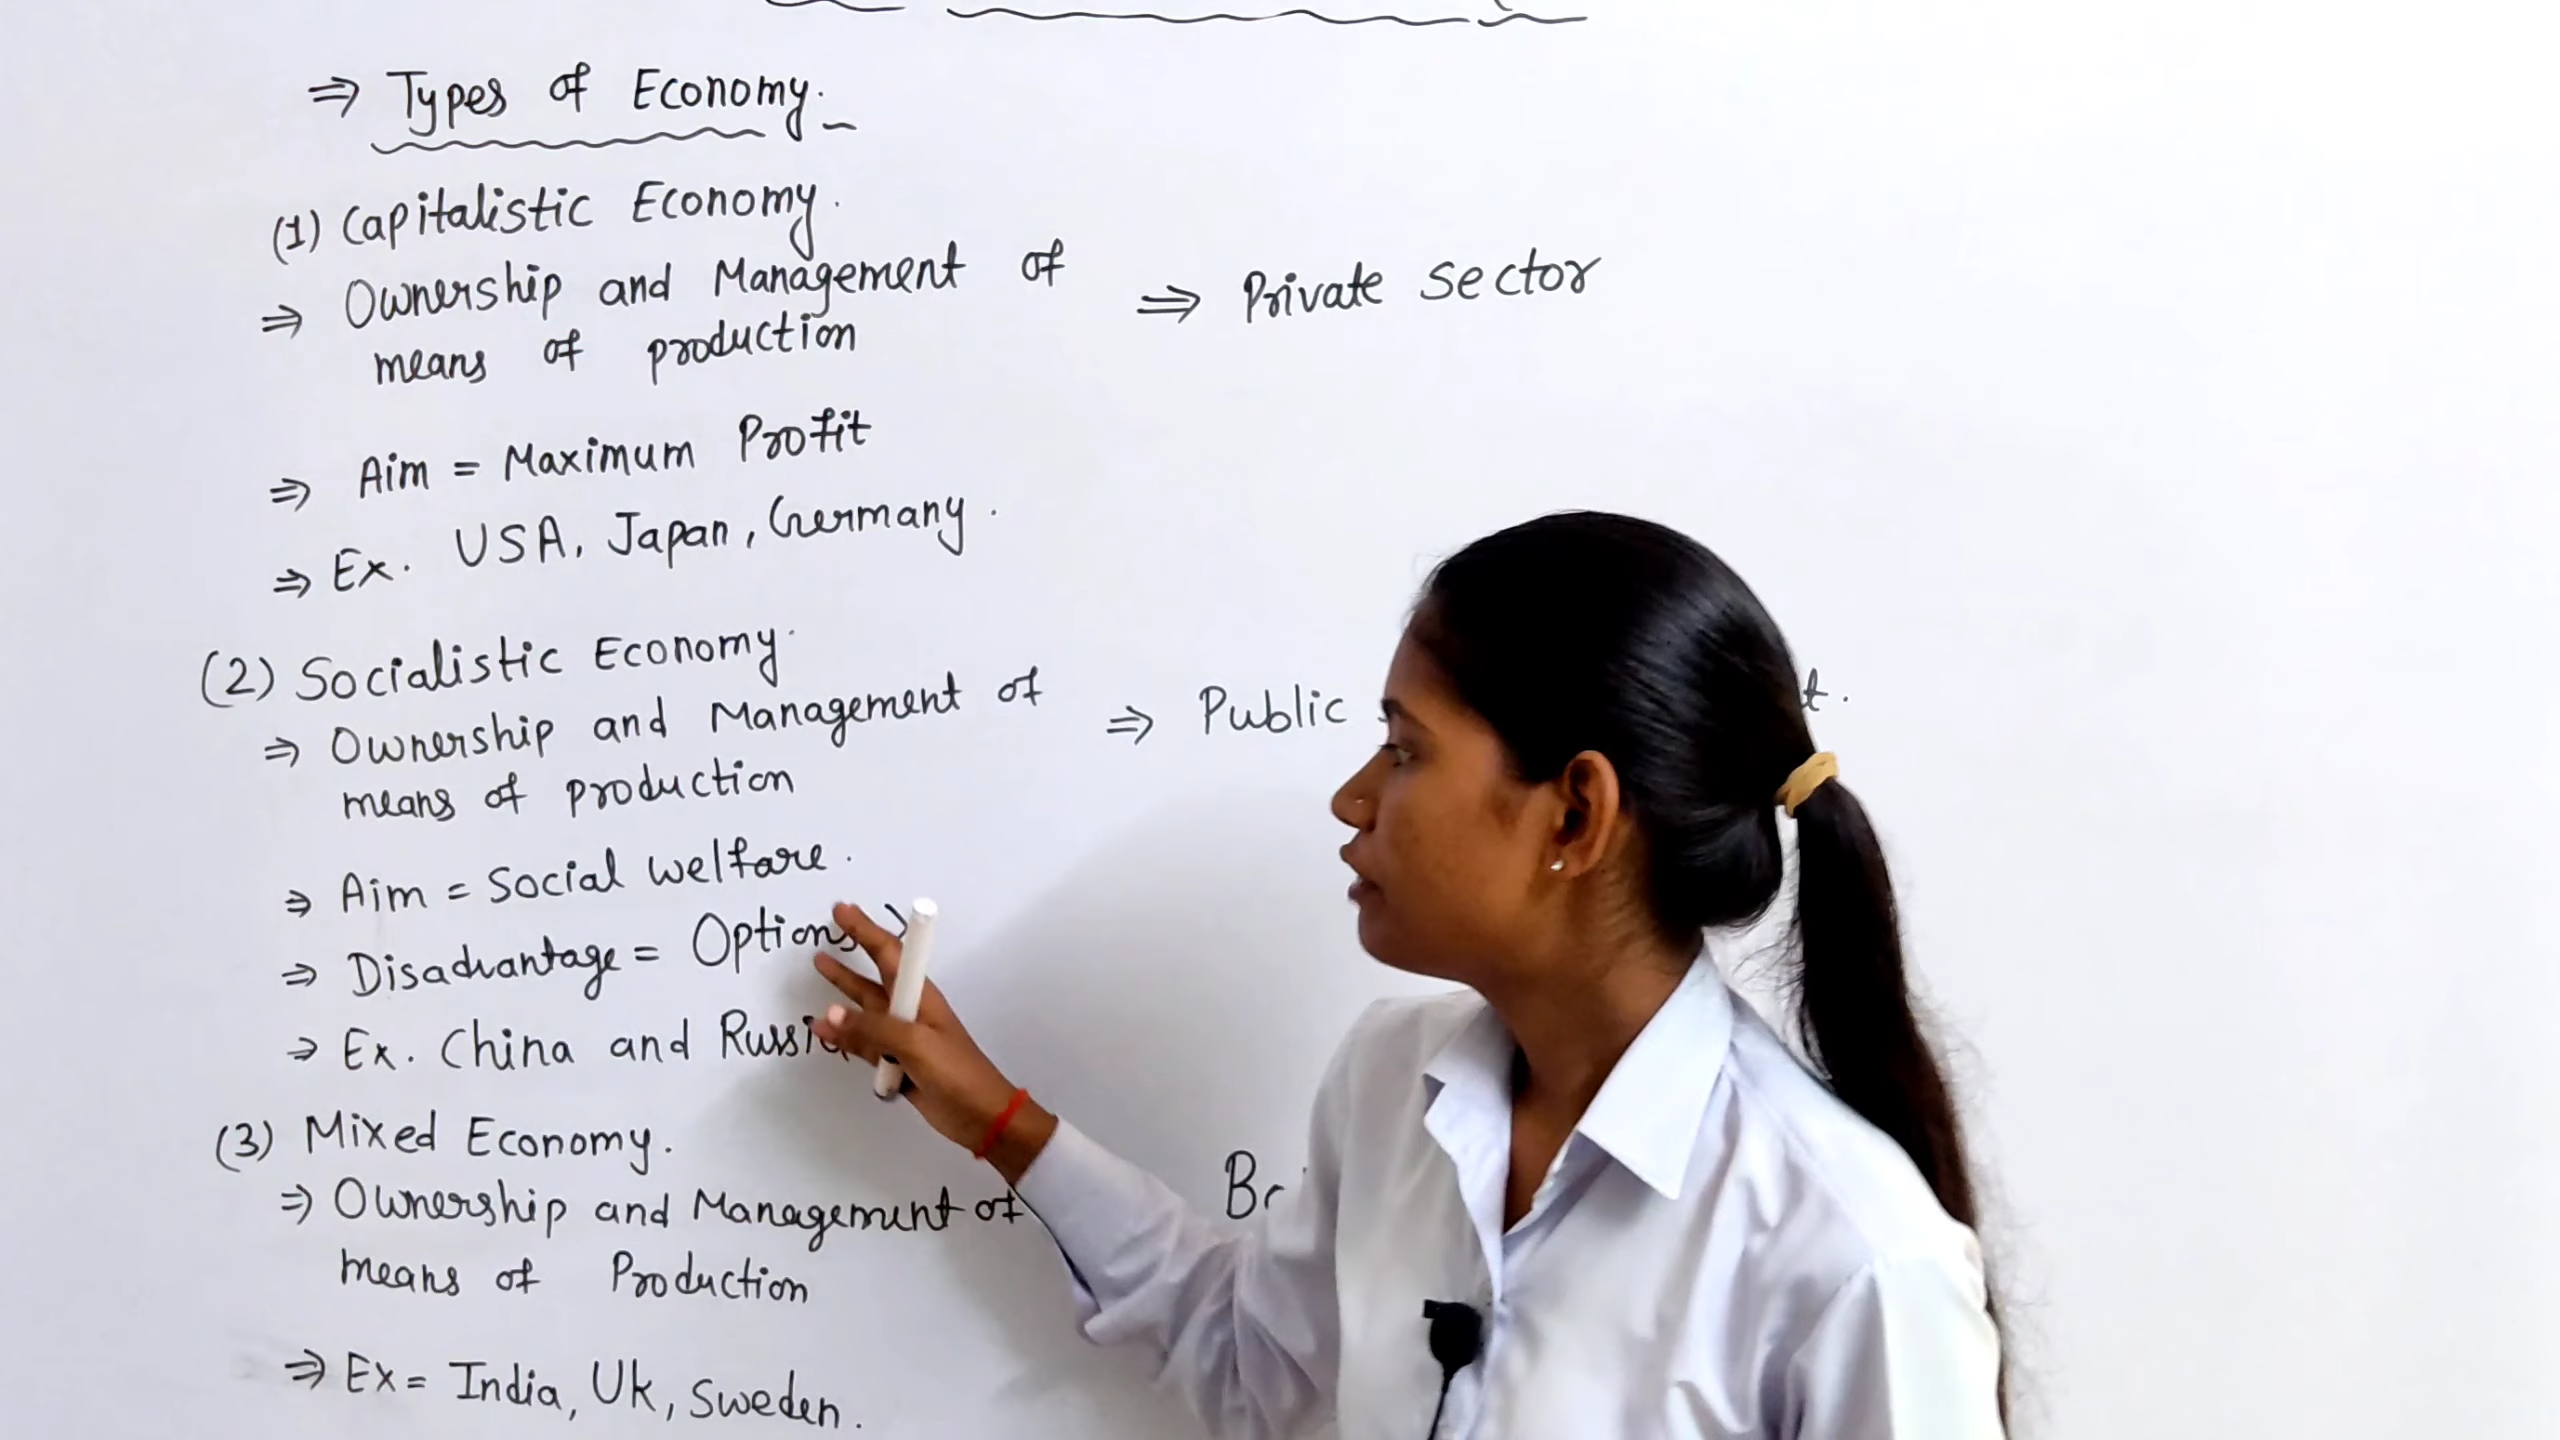 ⇒ Types of Economy.
(1) Capitalistic Economy.
⇒ Ownership and Management of
means of production
⇒ Private sector
⇒ Aim = Maximum Profit
⇒ Ex. USA, Japan, Germany.
(2) Socialistic Economy.
⇒ Ownership and Management of
means of production
⇒ Public
⇒ Aim = Social welfare.
⇒ Disadvantage = Options
⇒ Ex. China and Russia
(3) Mixed Economy.
⇒ Ownership and Management of
means of Production
⇒ Ex = India, Uk, Sweden.